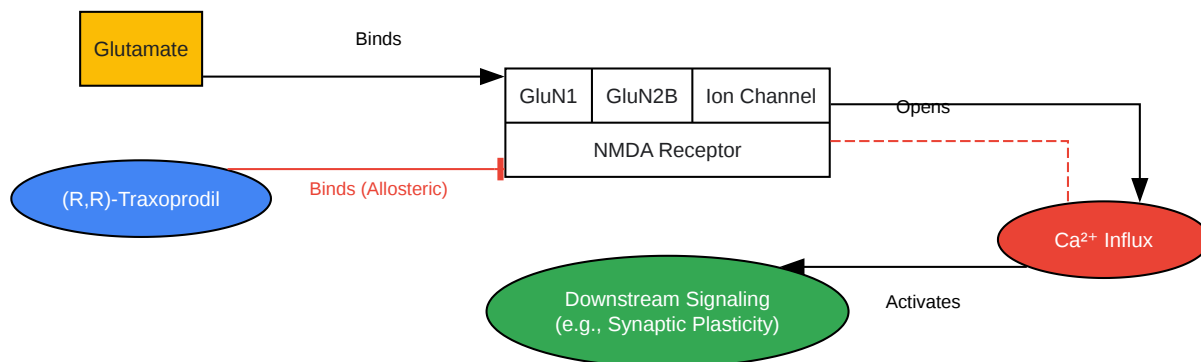 Glutamate
Binds
GluN1
GluN2B
Ion Channel
Opens
NMDA Receptor
(R,R)-Traxoprodil
Binds (Allosteric)
Ca²⁺ Influx
Downstream Signaling
(e.g., Synaptic Plasticity)
Activates